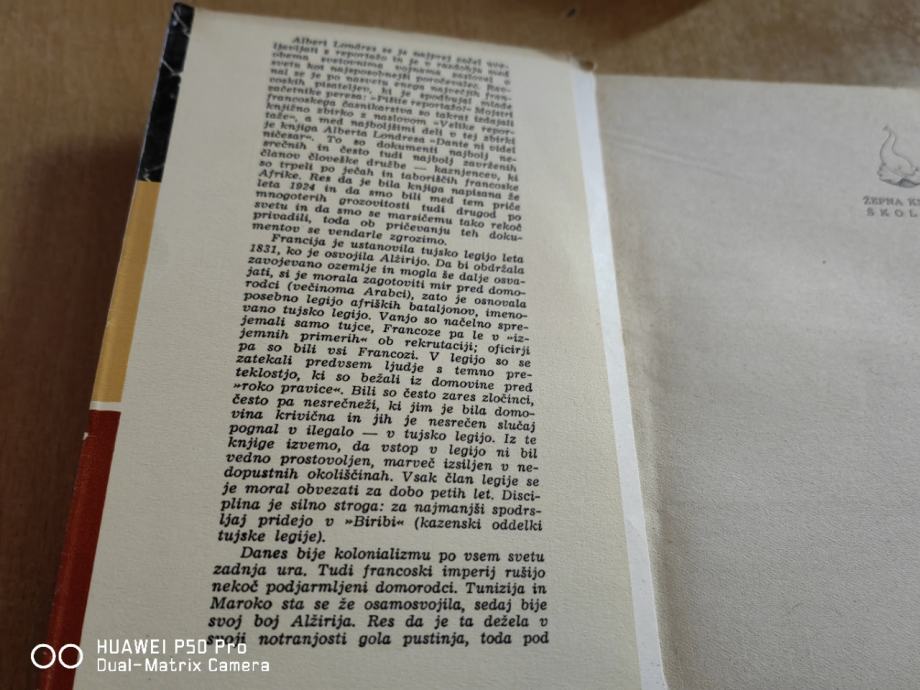 Albert Londres se je najprej začel uve-
ljavljati z reportažo in je v razdobju med
obema svetovnima vojnama zaslovel v
svetu kot najsposobnejši poročevalec. Rav-
nal se je po nasvetu enega največjih fran-
coskih pisateljev, ki je spodbujal mlade
začetnike peresa: »Pišite reportažo!« Mojstri
francoskega časnikarstva so takrat izdajali
knjižno zbirko z naslovom »Velike repor-
taže«, a med najboljšimi deli v tej zbirki
je knjiga Alberta Londresa »Dante ni videl
ničesar«. To so dokumenti najbolj ne-
srečnih in često tudi najbolj zavrženih
članov človeške družbe — kaznjencev, ki
so trpeli po ječah in taboriščih francoske
Afrike. Res da je bila knjiga napisana že
leta 1924 in da smo bili med tem priče
mnogoterih grozovitosti tudi drugod po
svetu in da smo se marsičemu tako rekoč
privadili, toda ob pričevanju teh doku-
mentov se vendarle zgrozimo.
Francija je ustanovila tujsko legijo leta
1831, ko je osvojila Alžirijo. Da bi obdržala
zavojevano ozemlje in mogla še dalje osva-
jati, si je morala zagotoviti mir pred domo-
rodci (večinoma Arabci), zato je osnovala
posebno legijo afriških bataljonov, imeno-
vano tujsko legijo. Vanjo so načelno spre-
jemali samo tujce, Francoze pa le v »iz-
jemnih primerih« ob rekrutaciji; oficirji
pa so bili vsi Francozi. V legijo so se
zatekali predvsem ljudje s temno pre-
teklostjo, ki so bežali iz domovine pred
»roko pravice«. Bili so često zares zločinci,
često pa nesrečneži, ki jim je bila domo-
vina krivična in jih je nesrečen slučaj
pognal v ilegalo — v tujsko legijo. Iz te
knjige izvemo, da vstop v legijo ni bil
vedno prostovoljen, marveč izsiljen v ne-
dopustnih okoliščinah. Vsak član legije se
je moral obvezati za dobo petih let. Disci-
plina je silno stroga: za najmanjši spodrs-
ljaj pridejo v »Biribi« (kazenski oddelki
tujske legije).
Danes bije kolonializmu po vsem svetu
zadnja ura. Tudi francoski imperij rušijo
nekoč podjarmljeni domorodci. Tunizija in
Maroko sta se že osamosvojila, sedaj bije
svoj boj Alžirija. Res da je ta dežela v
svoji notranjosti gola pustinja, toda pod
ŽEPNA
HUAWEI P50 Pro
Dual-Matrix Camera